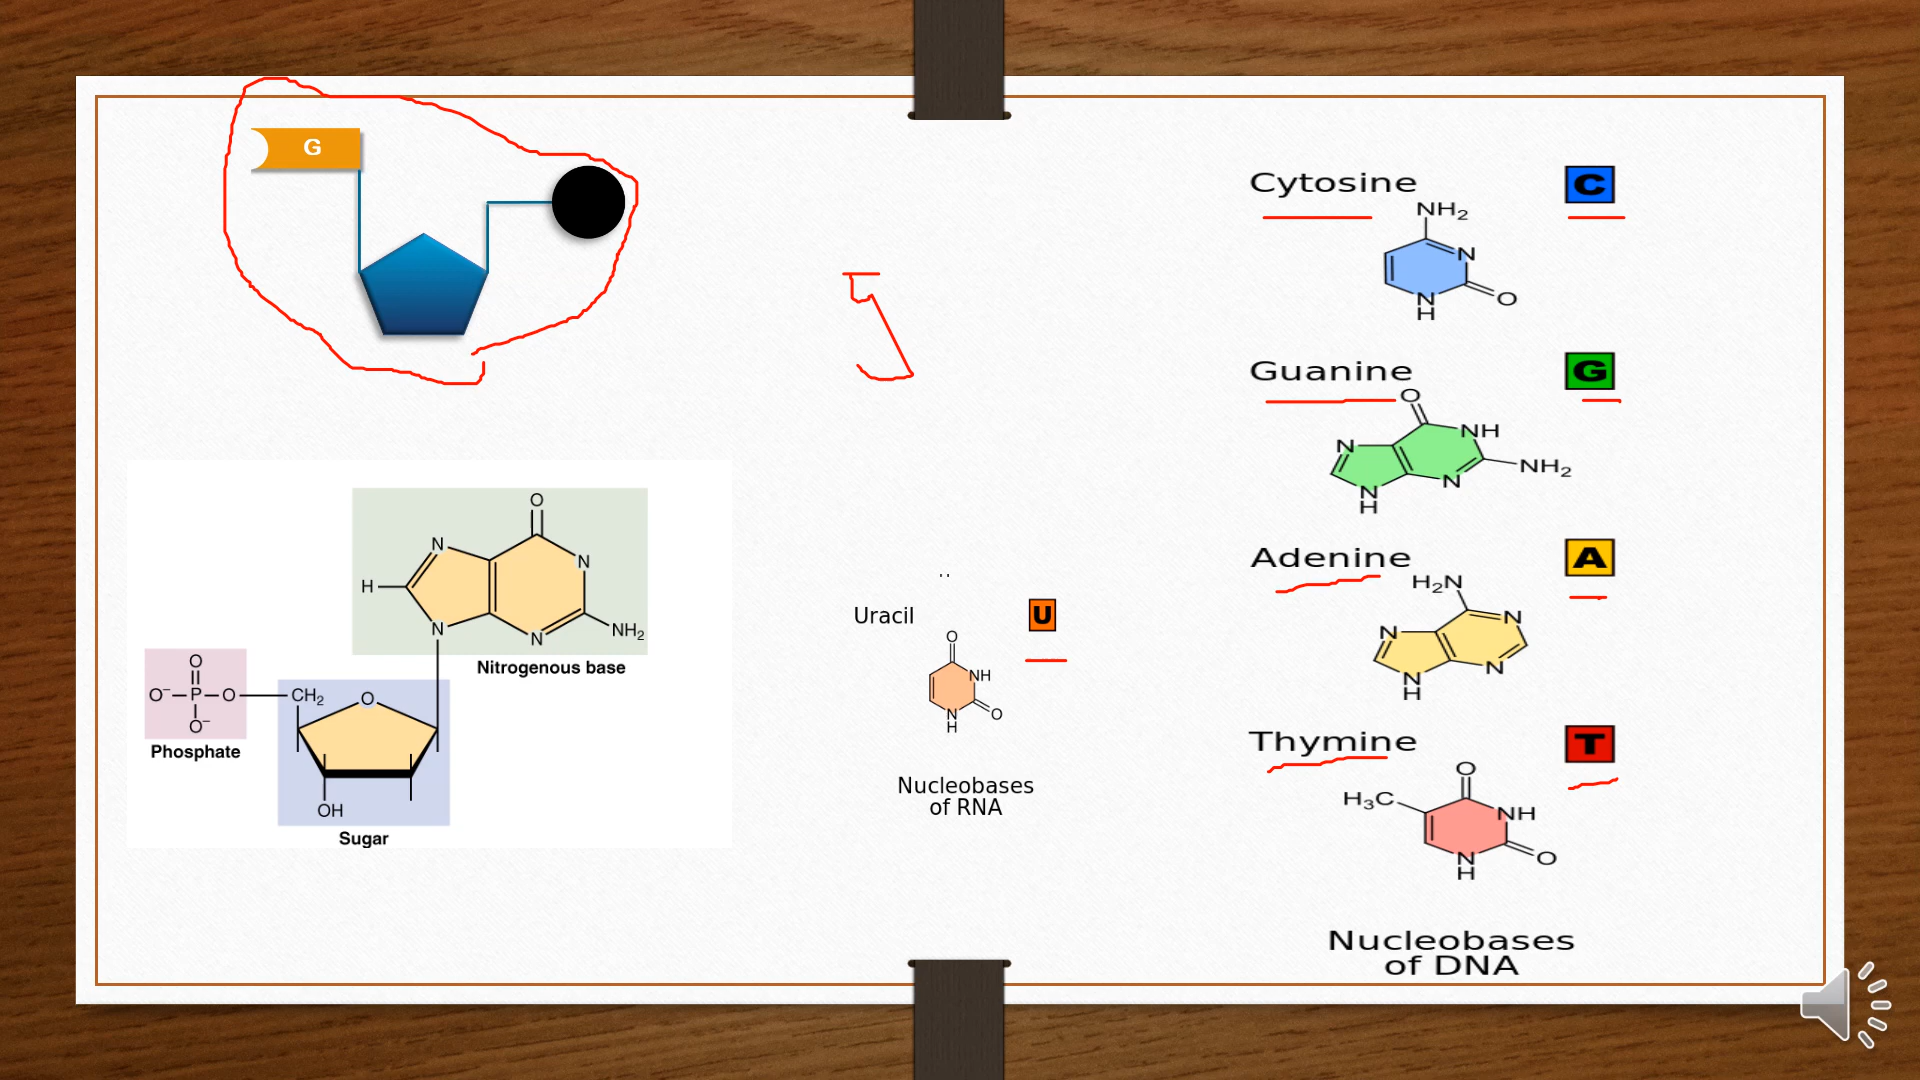 G
O
N
N
H
N
N
NH₂
Nitrogenous base
O
O⁻ P O CH₂ O
O⁻
Phosphate
OH
Sugar
Uracil U
O
NH
N O
H
Nucleobases
of RNA
Cytosine C
NH₂
N
N O
H
Guanine G
O
N NH
NH₂
N N
H
Adenine A
H₂N
N N
N N
H
Thymine T
O
H₃C NH
N O
H
Nucleobases
of DNA